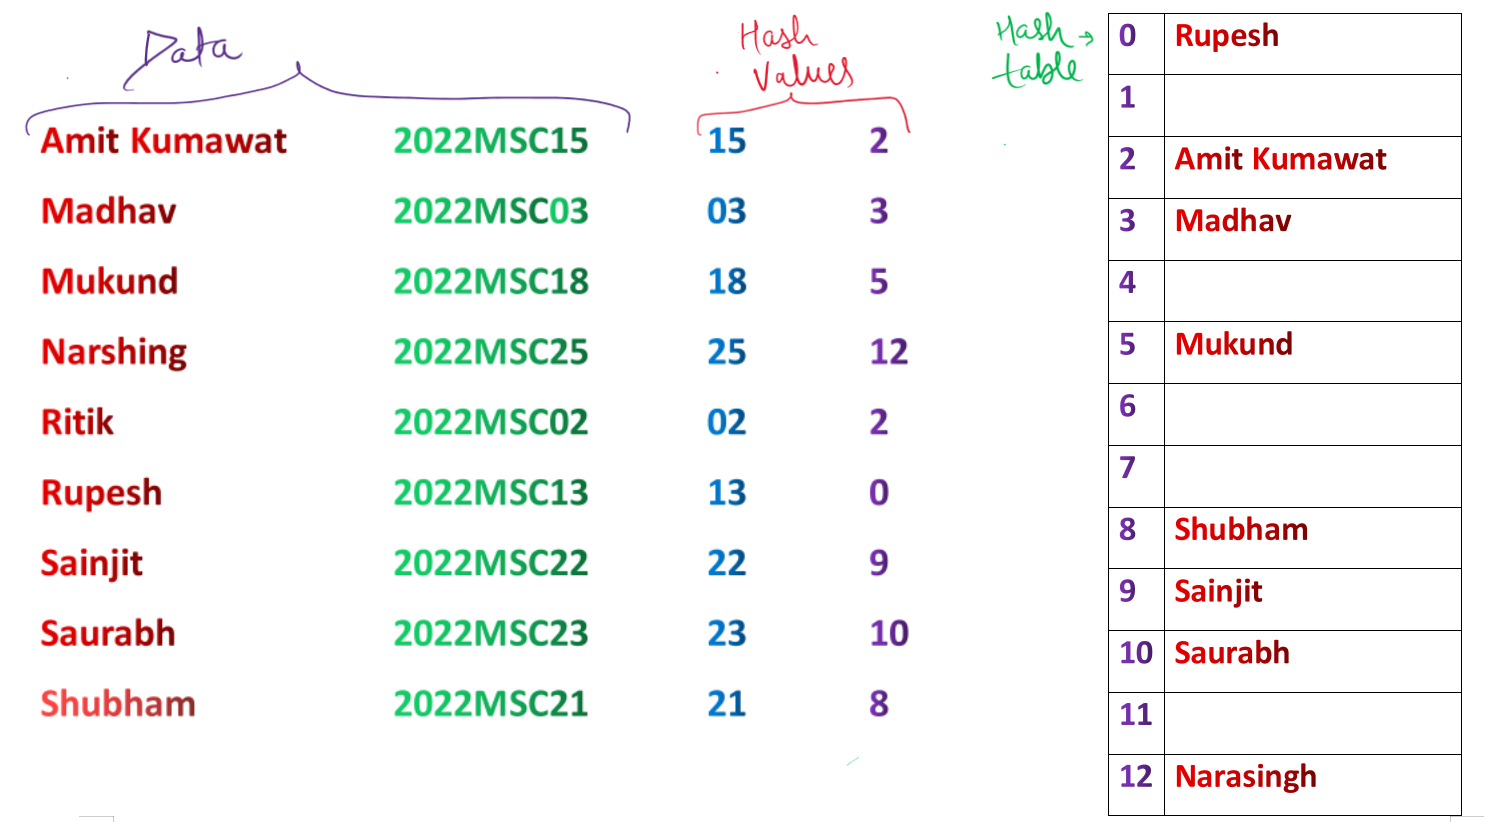 Data
Hash
Values
Hash →
table
Amit Kumawat 2022MSC15 15 2
Madhav 2022MSC03 03 3
Mukund 2022MSC18 18 5
Narshing 2022MSC25 25 12
Ritik 2022MSC02 02 2
Rupesh 2022MSC13 13 0
Sainjit 2022MSC22 22 9
Saurabh 2022MSC23 23 10
Shubham 2022MSC21 21 8
0 Rupesh
1
2 Amit Kumawat
3 Madhav
4
5 Mukund
6
7
8 Shubham
9 Sainjit
10 Saurabh
11
12 Narasingh